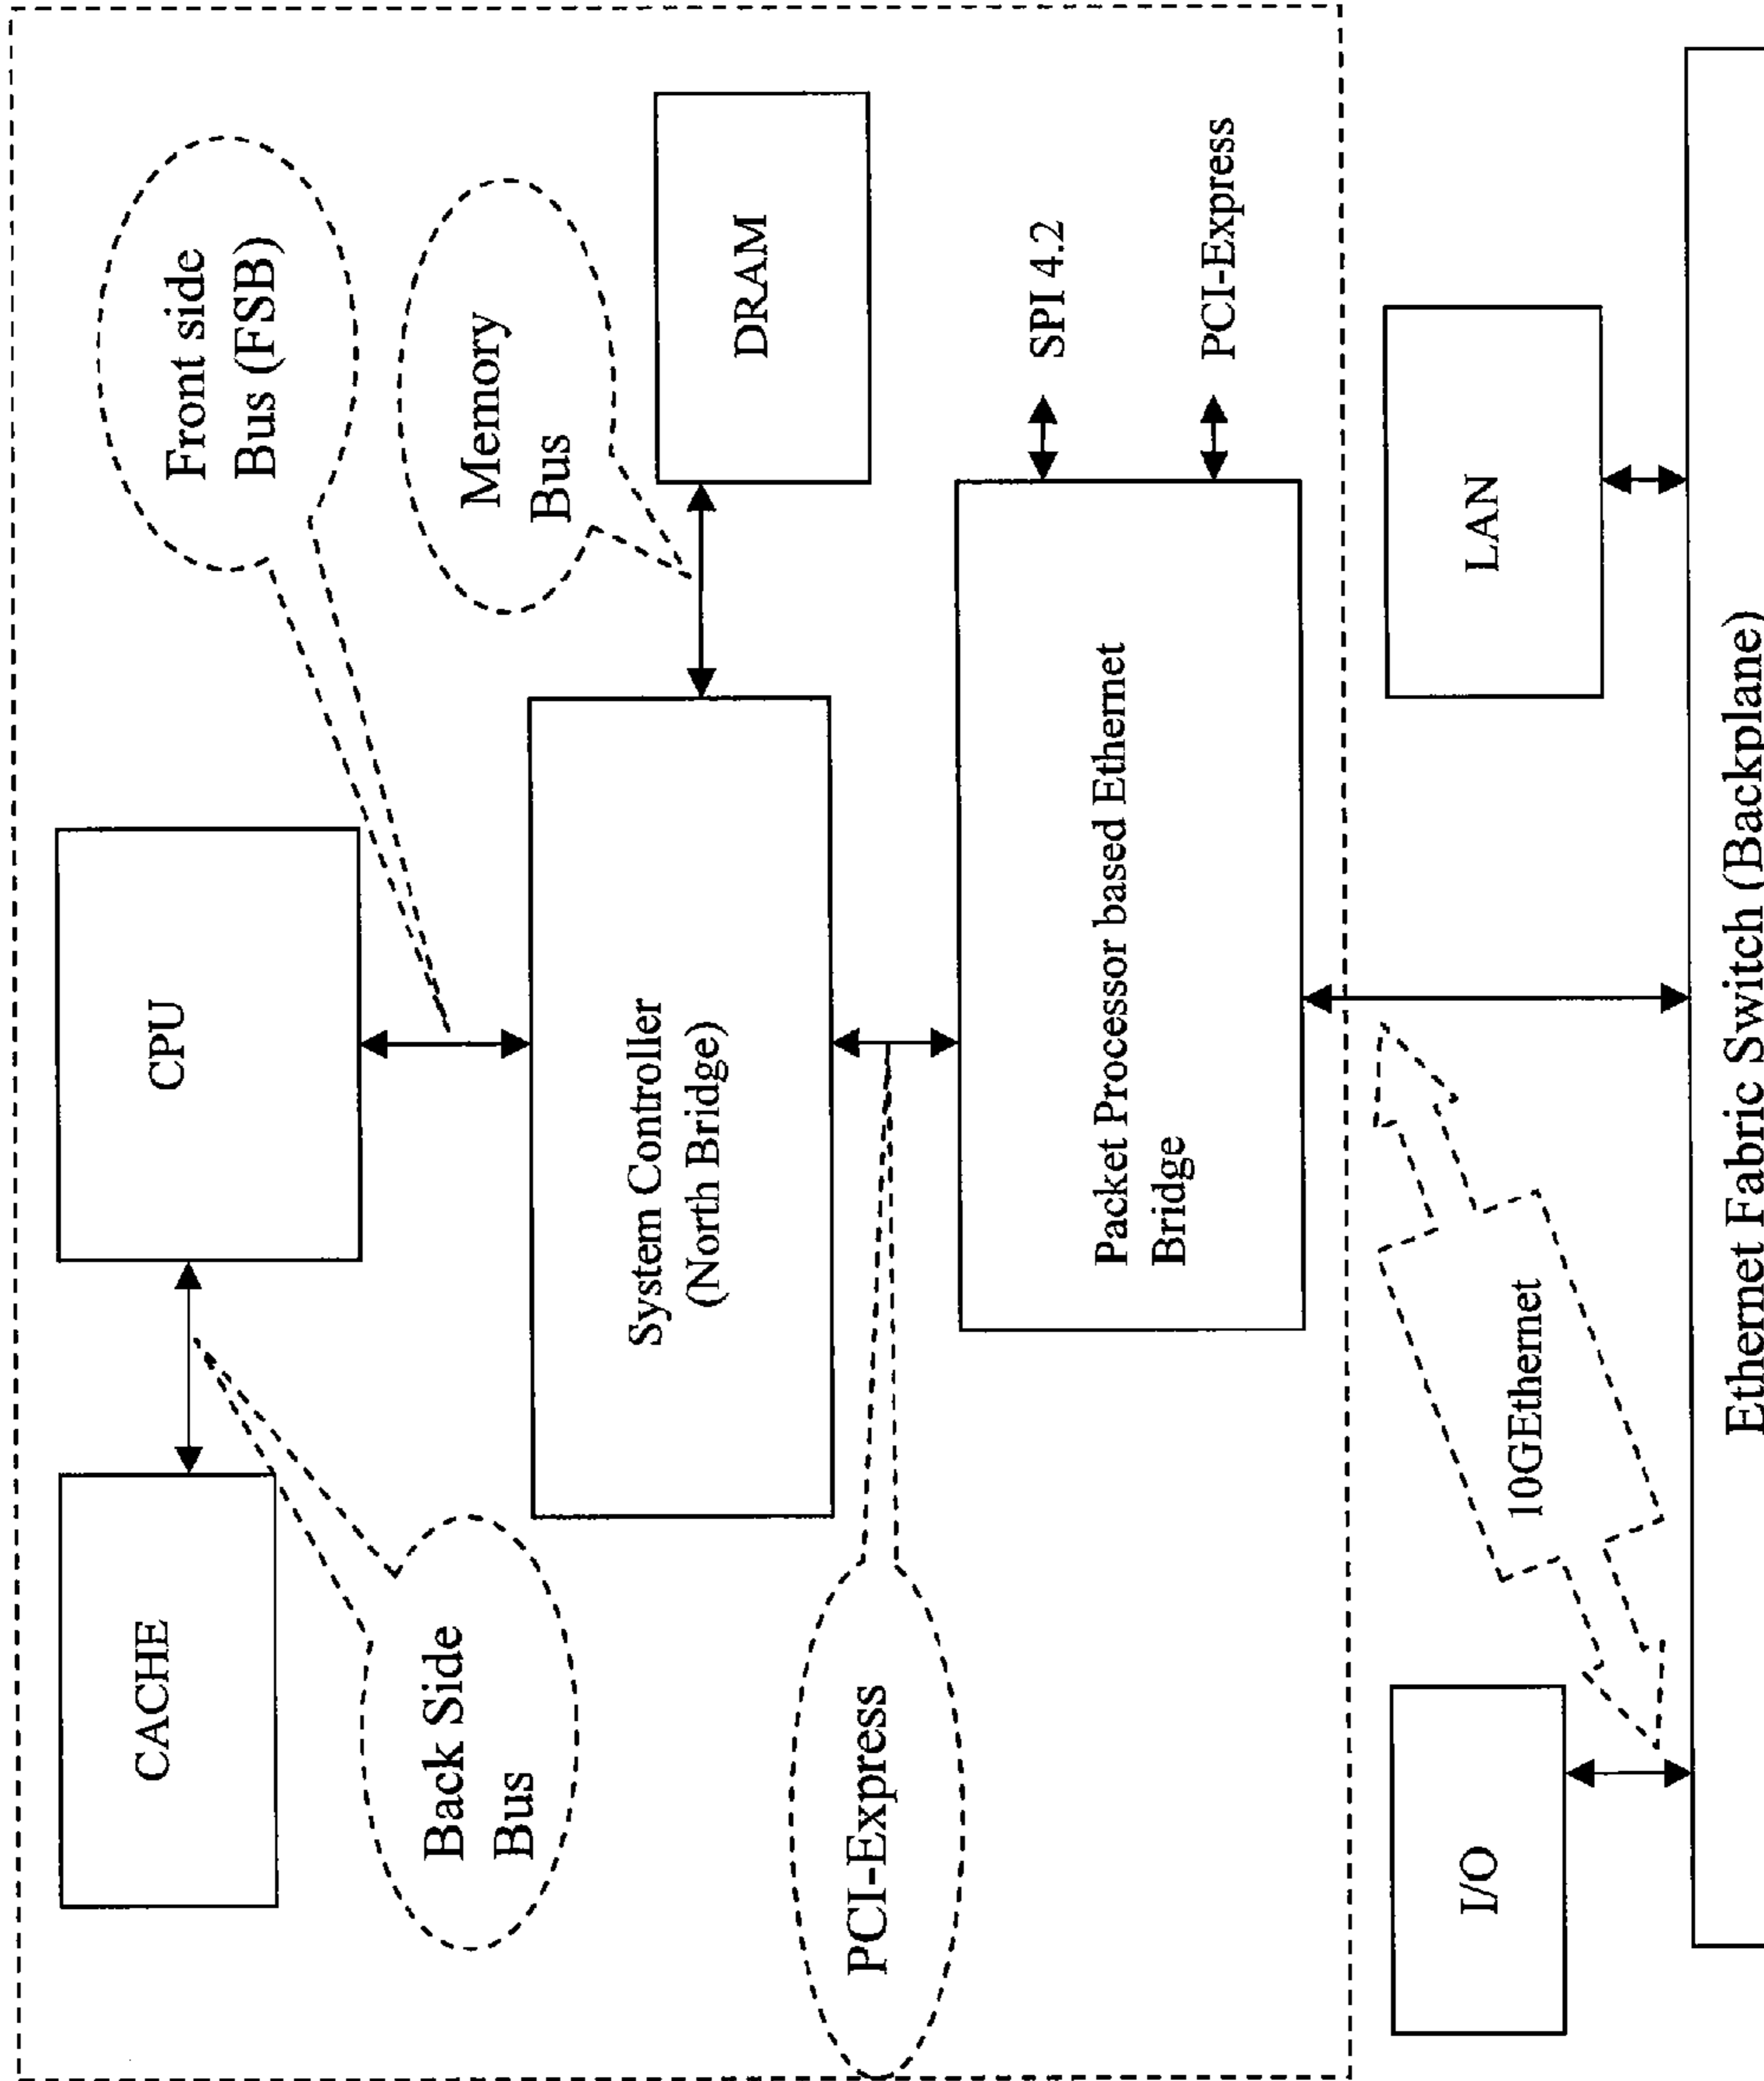 CACHE
CPU
Front side
Bus (FSB)
Back Side
Bus
Memory
Bus
System Controller
(North Bridge)
DRAM
PCI-Express
Packet Processor based Ethernet
Bridge
SPI 4.2
PCI-Express
I/O
10GEthernet
LAN
Ethernet Fabric Switch (Backplane)